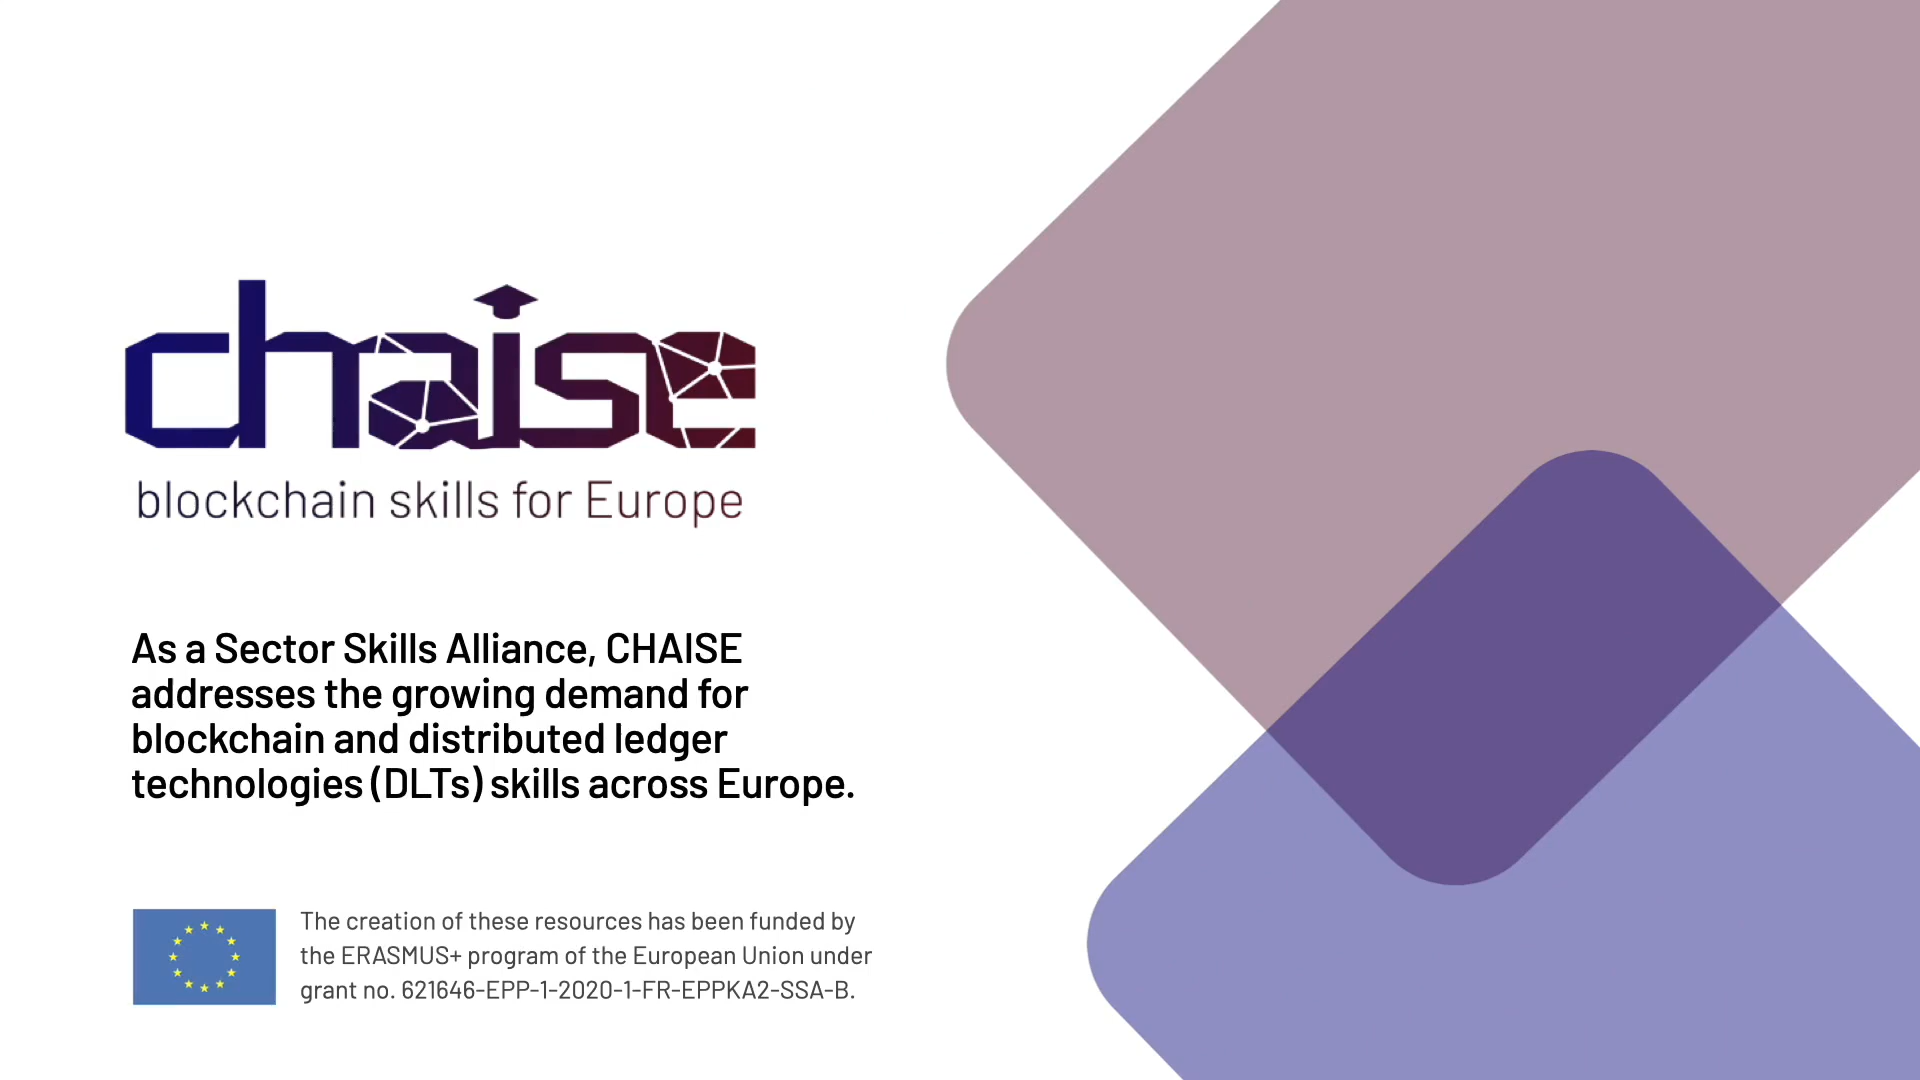 chaise
blockchain skills for Europe
As a Sector Skills Alliance, CHAISE
addresses the growing demand for
blockchain and distributed ledger
technologies (DLTs) skills across Europe.
The creation of these resources has been funded by
the ERASMUS+ program of the European Union under
grant no. 621646-EPP-1-2020-1-FR-EPPKA2-SSA-B.